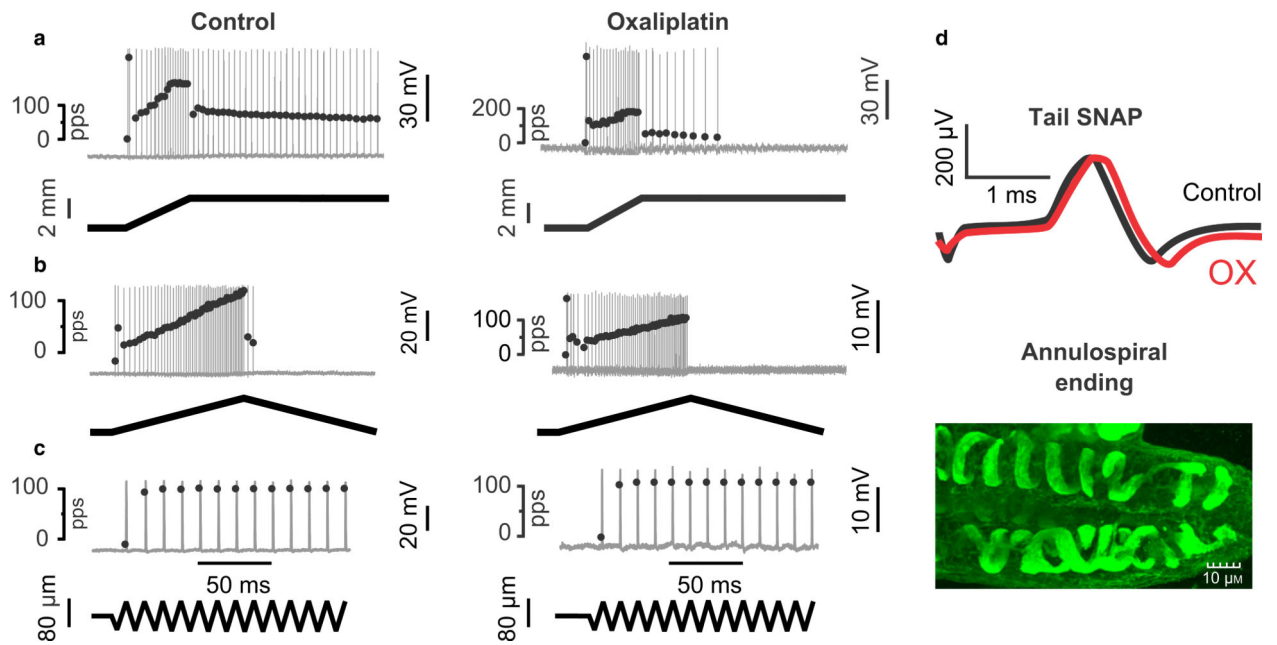 Control
Oxaliplatin
a
100
0
pps
30 mV
200
0
pps
30 mV
2 mm
2 mm
b
100
0
pps
20 mV
100
0
pps
10 mV
c
100
0
pps
20 mV
100
0
pps
10 mV
50 ms
50 ms
80 µm
80 µm
d
Tail SNAP
200 µV
1 ms
Control
OX
Annulospiral
ending
10 µM